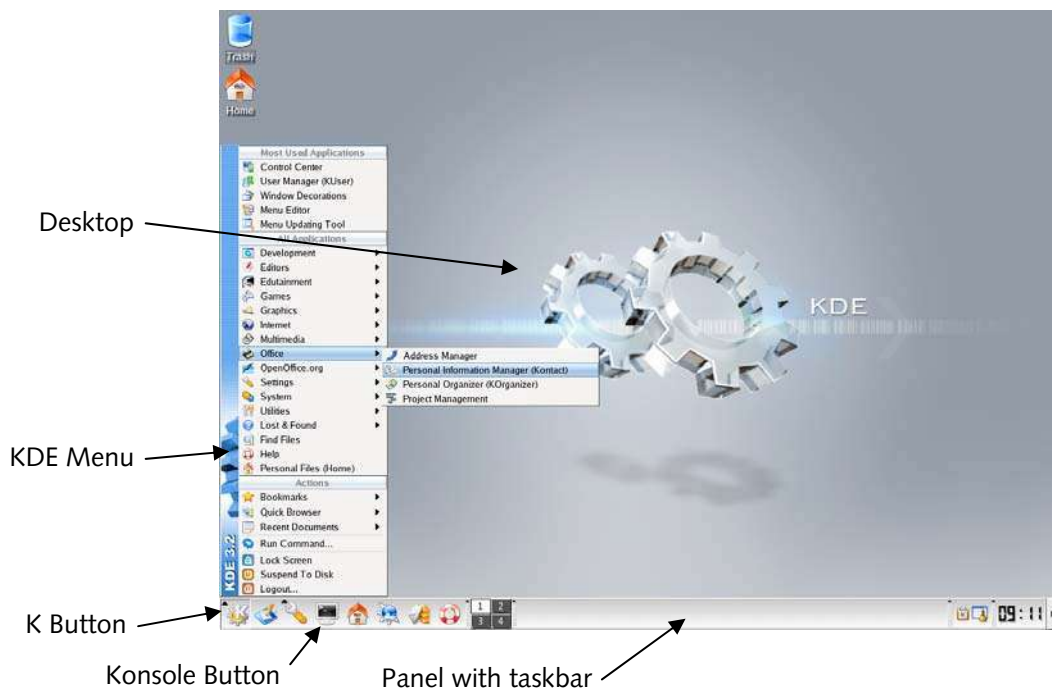 Trash
Home
Most Used Applications
Control Center
User Manager (KUser)
Window Decorations
Menu Editor
Menu Updating Tool
All Applications
Development
Editors
Edutainment
Games
Graphics
Internet
Multimedia
Office
OpenOffice.org
Settings
System
Utilities
Lost & Found
Find Files
Help
Personal Files (Home)
Actions
Bookmarks
Quick Browser
Recent Documents
Run Command...
Lock Screen
Suspend To Disk
Logout...
KDE 3.2
Address Manager
Personal Information Manager (Kontact)
Personal Organizer (KOrganizer)
Project Management
KDE
1 2
3 4
09:11
Desktop
KDE Menu
K Button
Konsole Button
Panel with taskbar